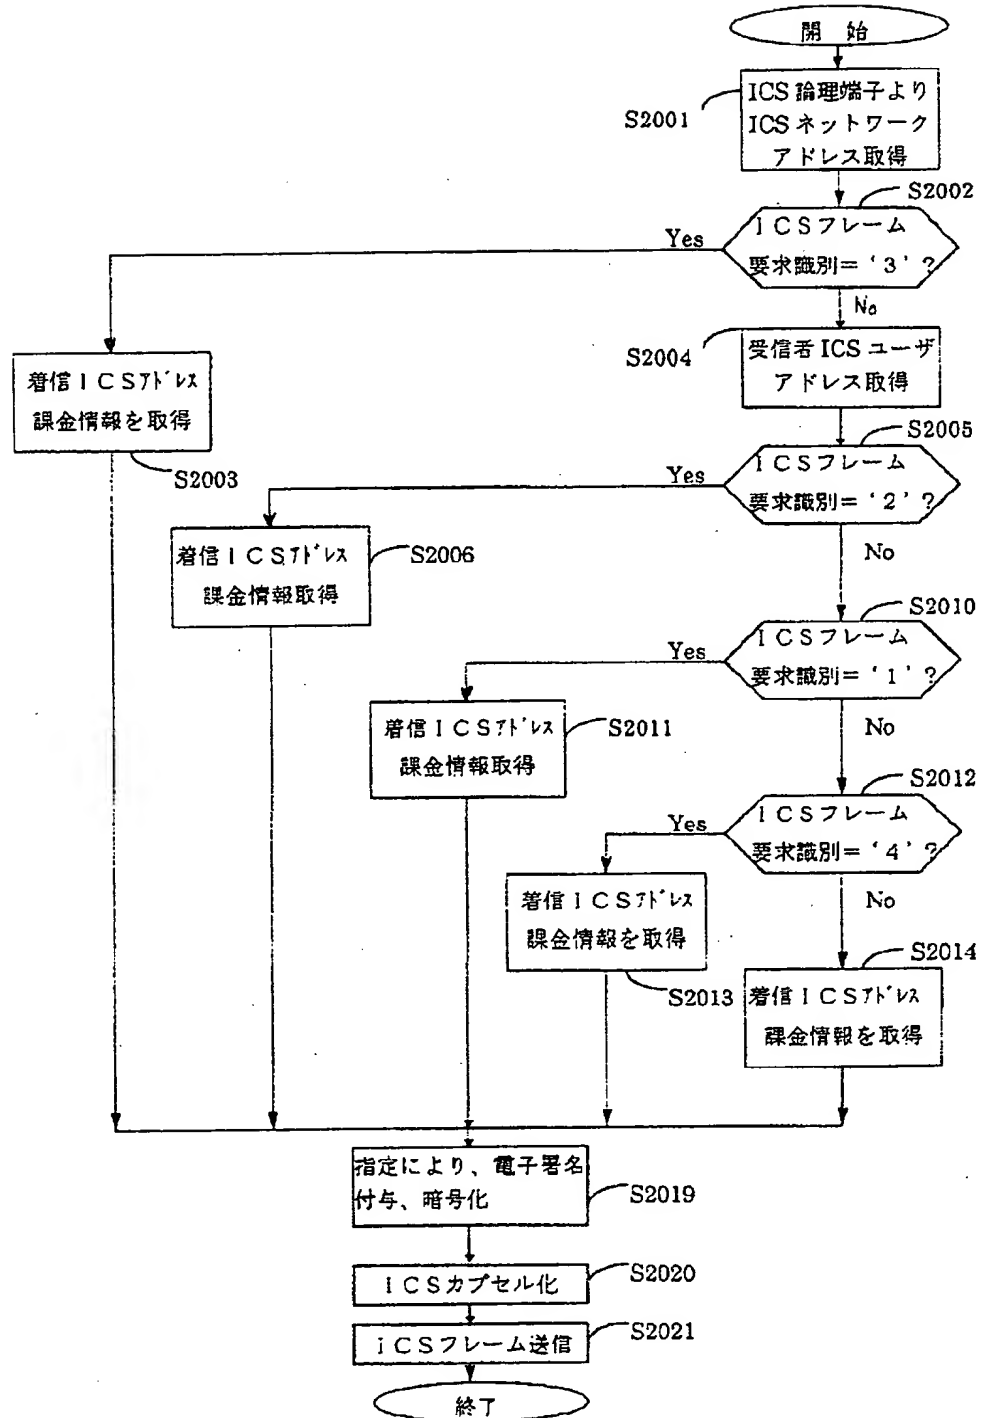 開 始
S2001
ICS論理端子より
ICSネットワーク
アドレス取得
S2002
ICSフレーム
要求識別=‘3’?
Yes
No
S2004
受信者ICSユーザ
アドレス取得
着信ICSアドレス
課金情報を取得
S2003
S2005
ICSフレーム
要求識別=‘2’?
Yes
No
着信ICSアドレス
課金情報取得
S2006
S2010
ICSフレーム
要求識別=‘1’?
Yes
No
着信ICSアドレス
課金情報取得
S2011
S2012
ICSフレーム
要求識別=‘4’?
Yes
No
着信ICSアドレス
課金情報を取得
S2013
S2014
着信ICSアドレス
課金情報を取得
指定により、電子署名
付与、暗号化
S2019
ICSカプセル化
S2020
ICSフレーム送信
S2021
終了